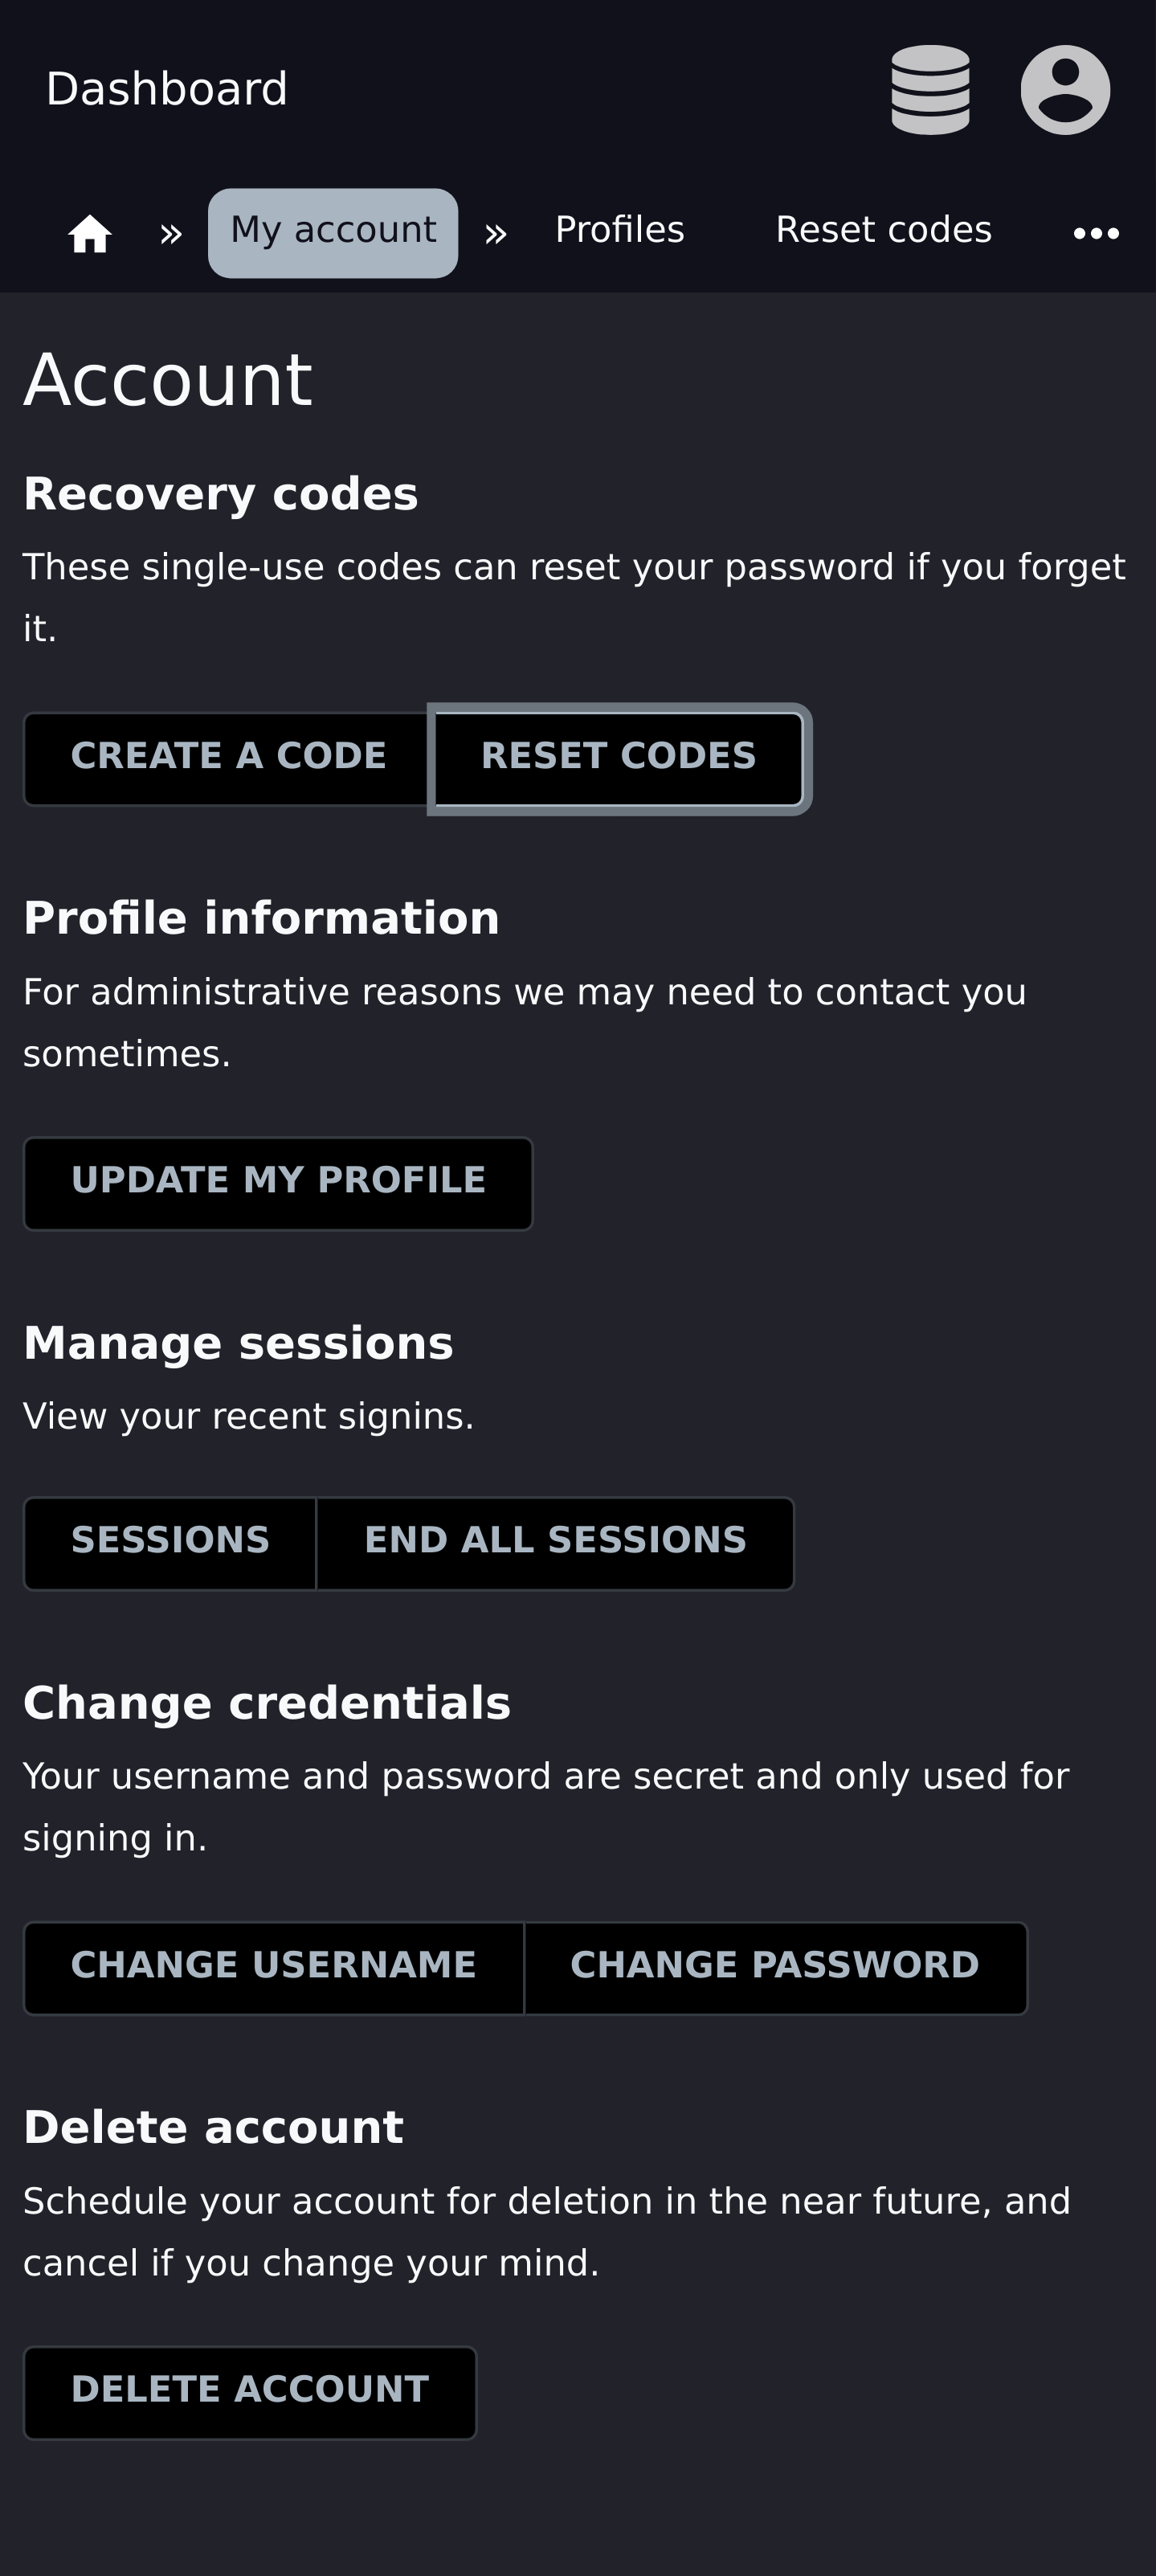 Dashboard
» My account » Profiles Reset codes •••
Account
Recovery codes
These single-use codes can reset your password if you forget
it.
CREATE A CODE RESET CODES
Profile information
For administrative reasons we may need to contact you
sometimes.
UPDATE MY PROFILE
Manage sessions
View your recent signins.
SESSIONS END ALL SESSIONS
Change credentials
Your username and password are secret and only used for
signing in.
CHANGE USERNAME CHANGE PASSWORD
Delete account
Schedule your account for deletion in the near future, and
cancel if you change your mind.
DELETE ACCOUNT